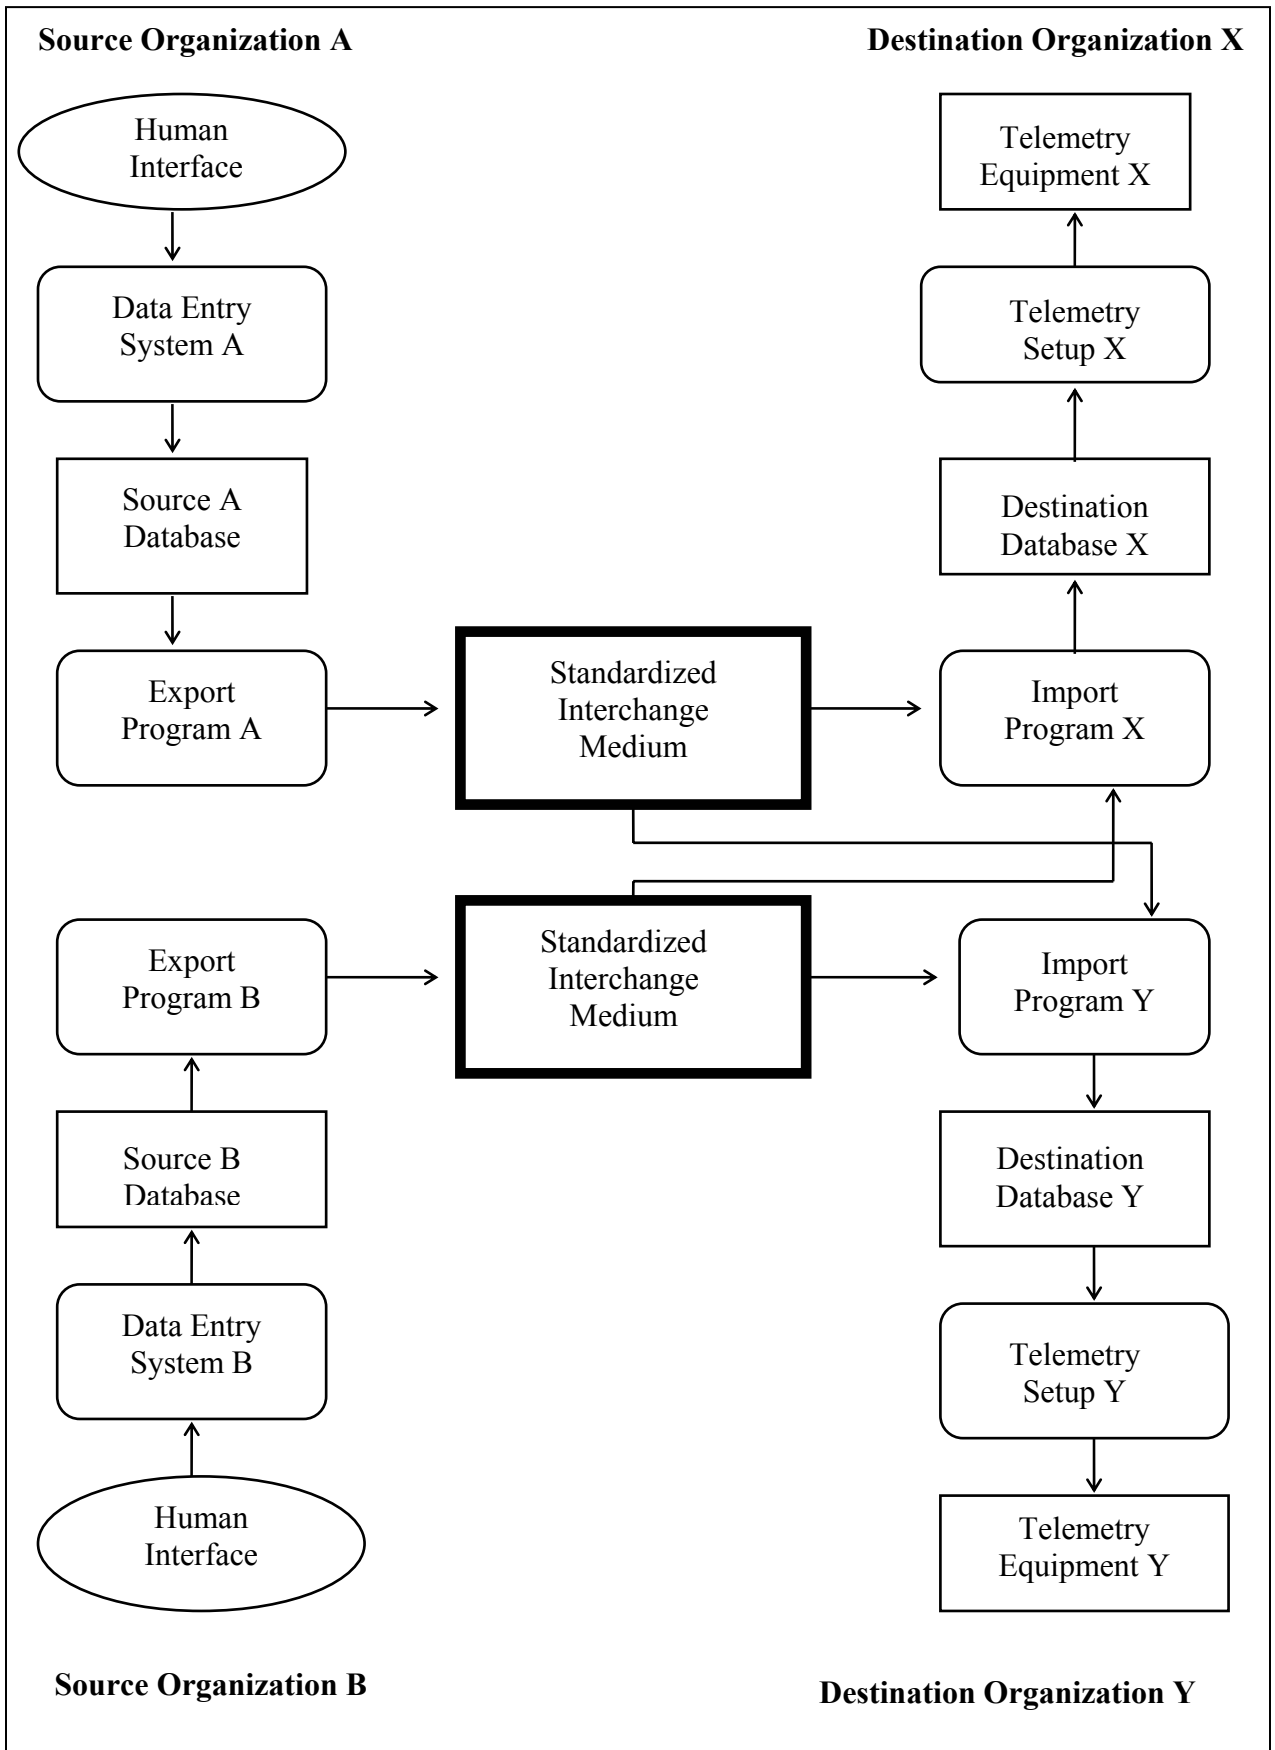 Source Organization A
Destination Organization X
Human
Interface
Telemetry
Equipment X
Data Entry
System A
Telemetry
Setup X
Source A
Database
Destination
Database X
Export
Program A
Standardized
Interchange
Medium
Import
Program X
Export
Program B
Standardized
Interchange
Medium
Import
Program Y
Source B
Database
Destination
Database Y
Data Entry
System B
Telemetry
Setup Y
Human
Interface
Telemetry
Equipment Y
Source Organization B
Destination Organization Y